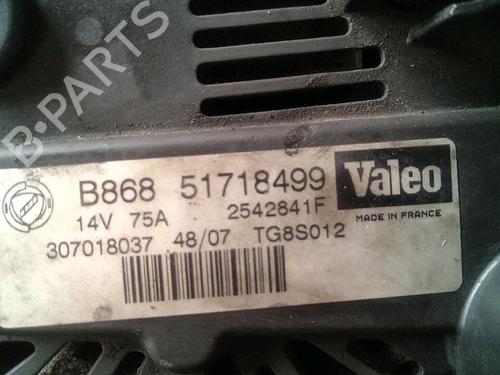 B-PARTS
B868 51718499
Valeo
14V 75A 2542841F
MADE IN FRANCE
307018037 48/07 TG8S012